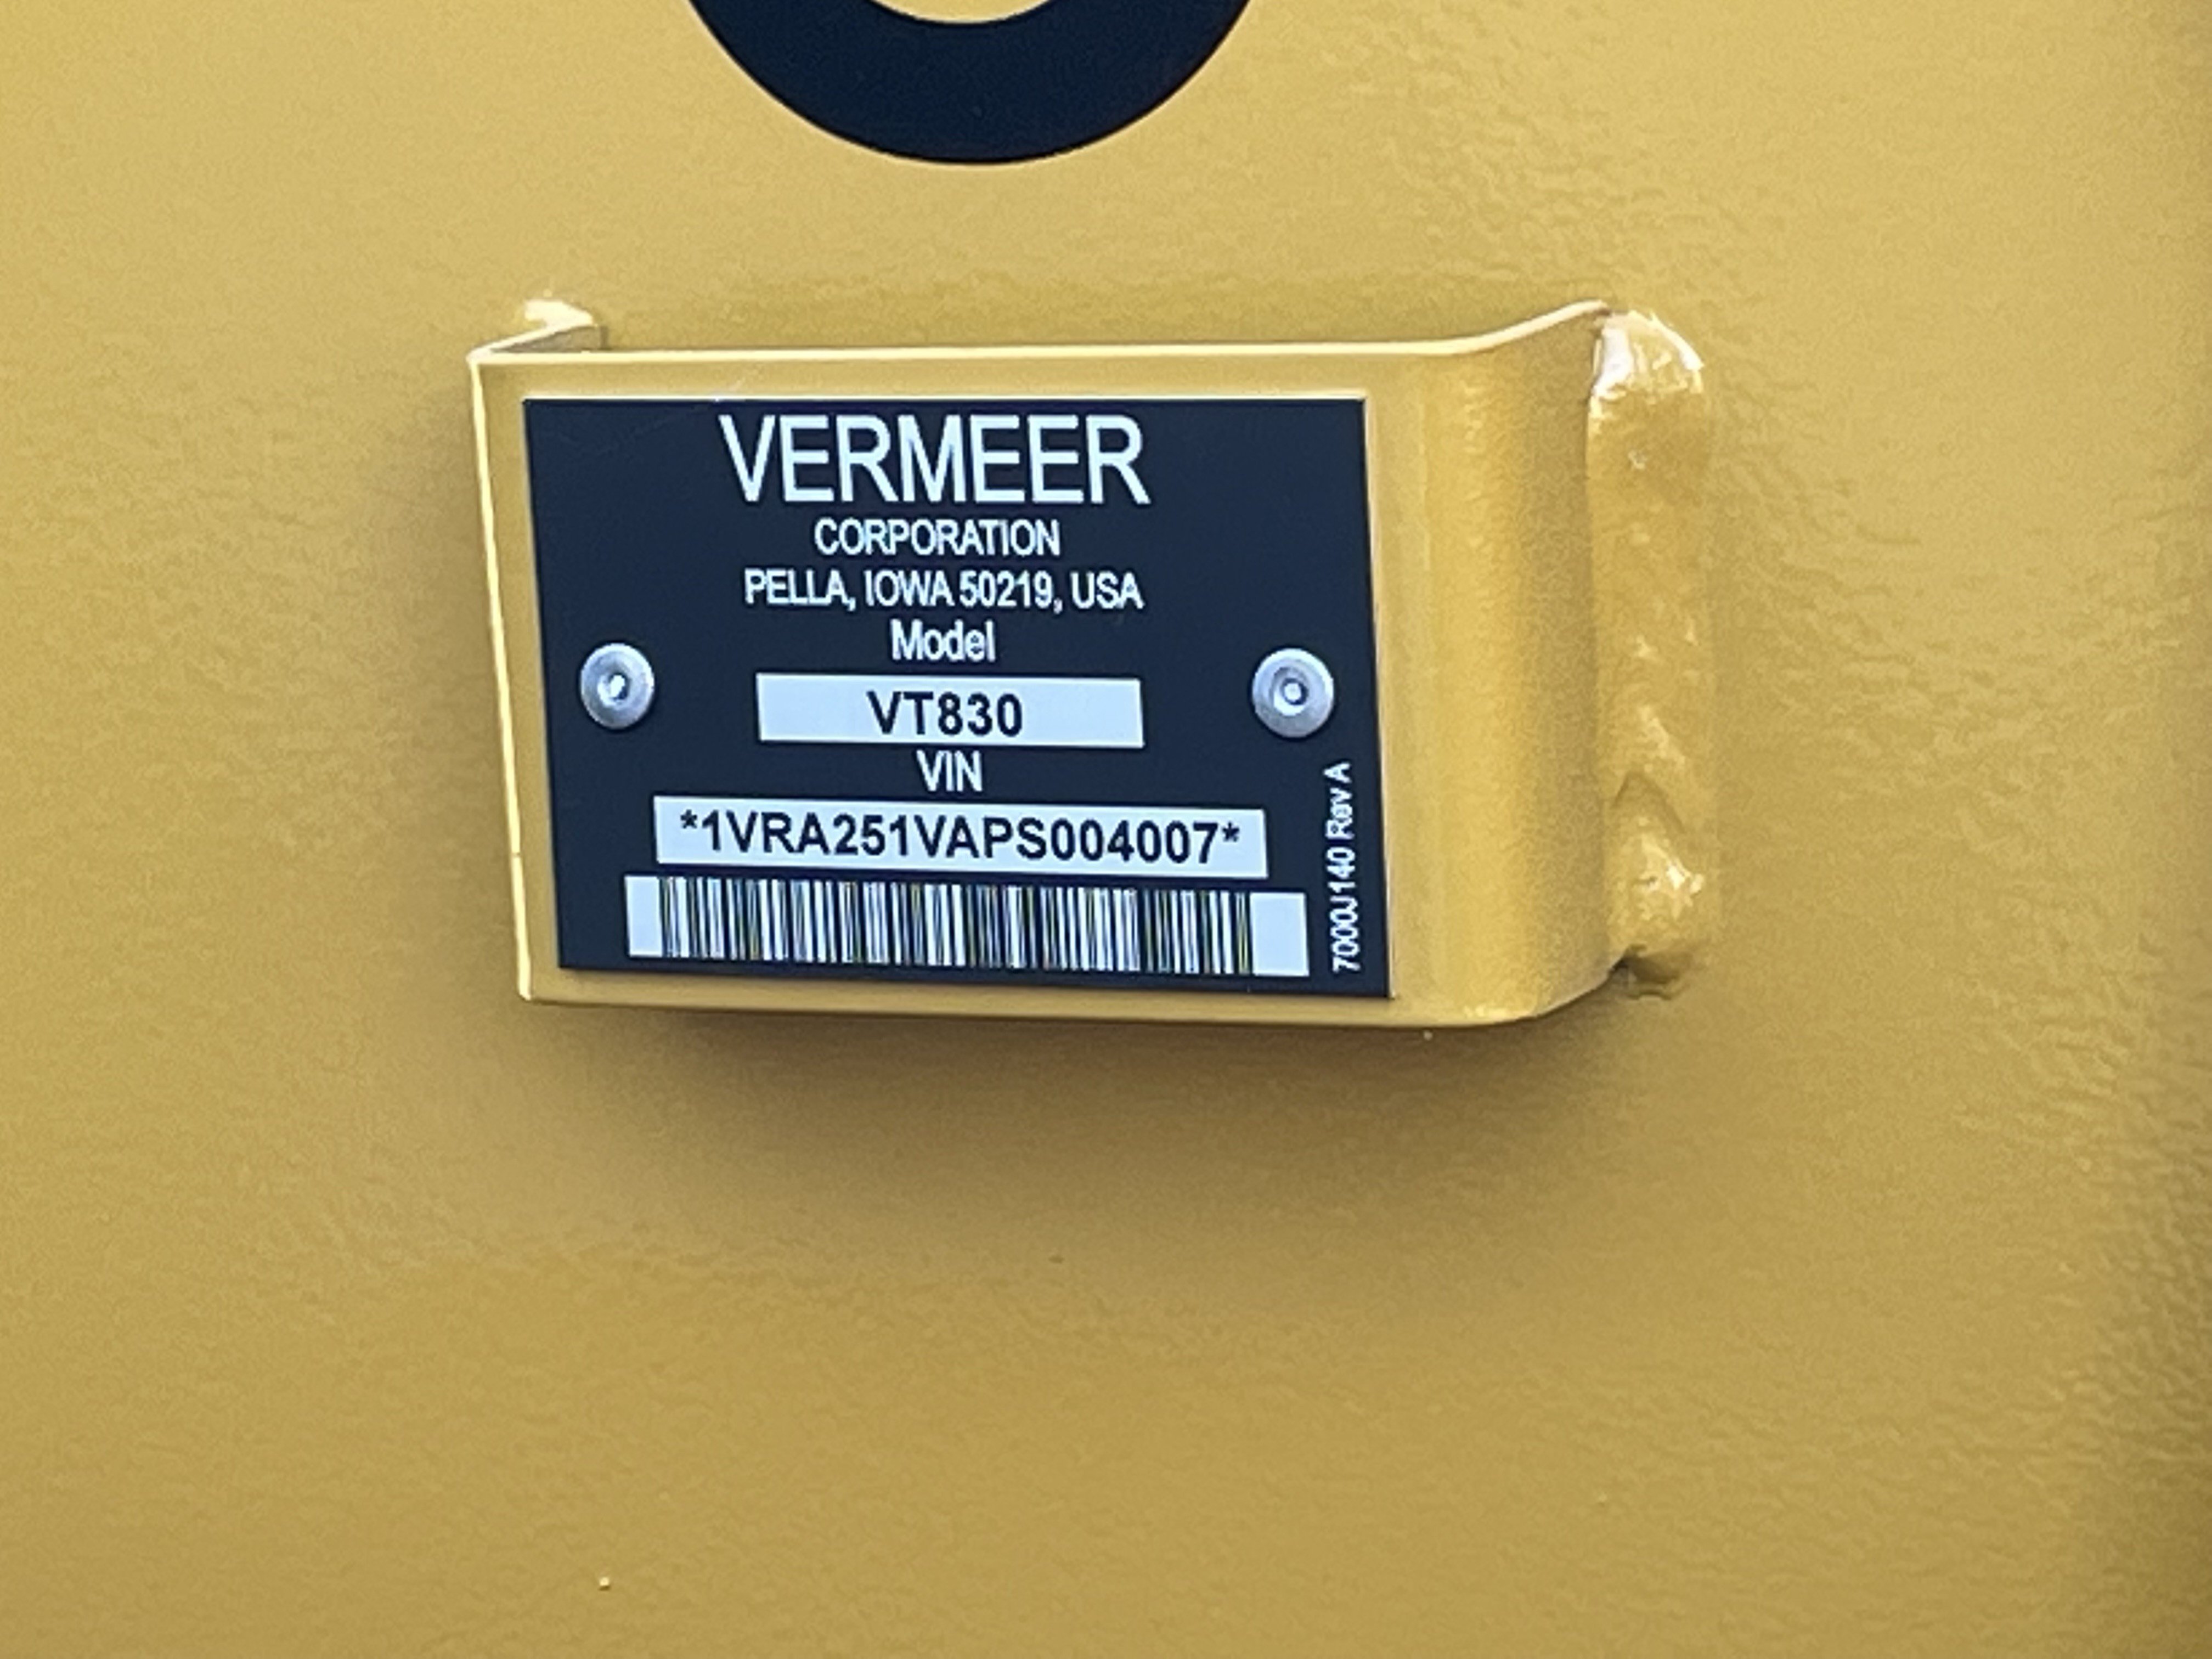 VERMEER
CORPORATION
PELLA, IOWA 50219, USA
Model
VT830
VIN
*1VRA251VAPS004007*
7000J140 Rev A